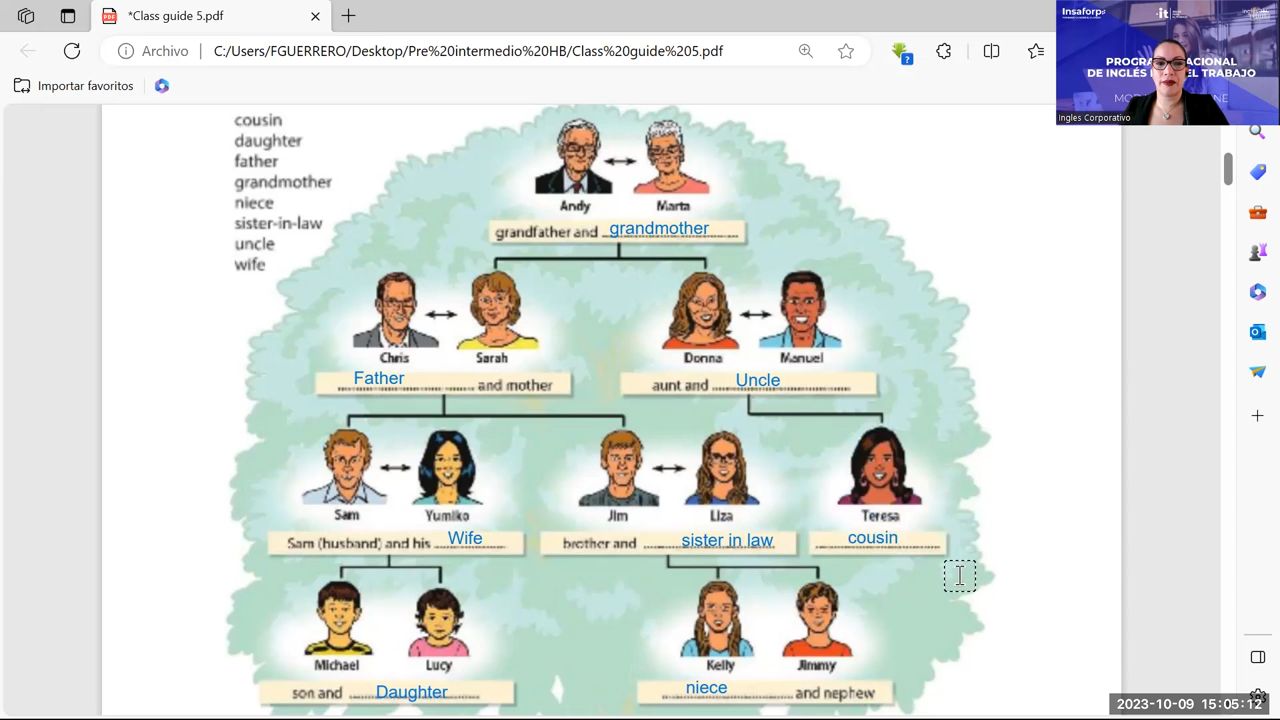 *Class guide 5.pdf
Archivo C:/Users/FGUERRERO/Desktop/Pre%20intermedio%20HB/Class%20guide%205.pdf
Importar favoritos
Insaforp
it
PROGRAMA NACIONAL
DE INGLÉS EL TRABAJO
Ingles Corporativo
cousin
daughter
father
grandmother
niece
sister-in-law
uncle
wife
Andy Marta
grandfather and grandmother
Chris Sarah Donna Manuel
Father and mother aunt and Uncle
Sam Yumiko Jim Liza Teresa
Sam (husband) and his Wife brother and sister in law cousin
Michael Lucy Kelly Jimmy
son and Daughter niece and nephew
2023-10-09 15:05:12